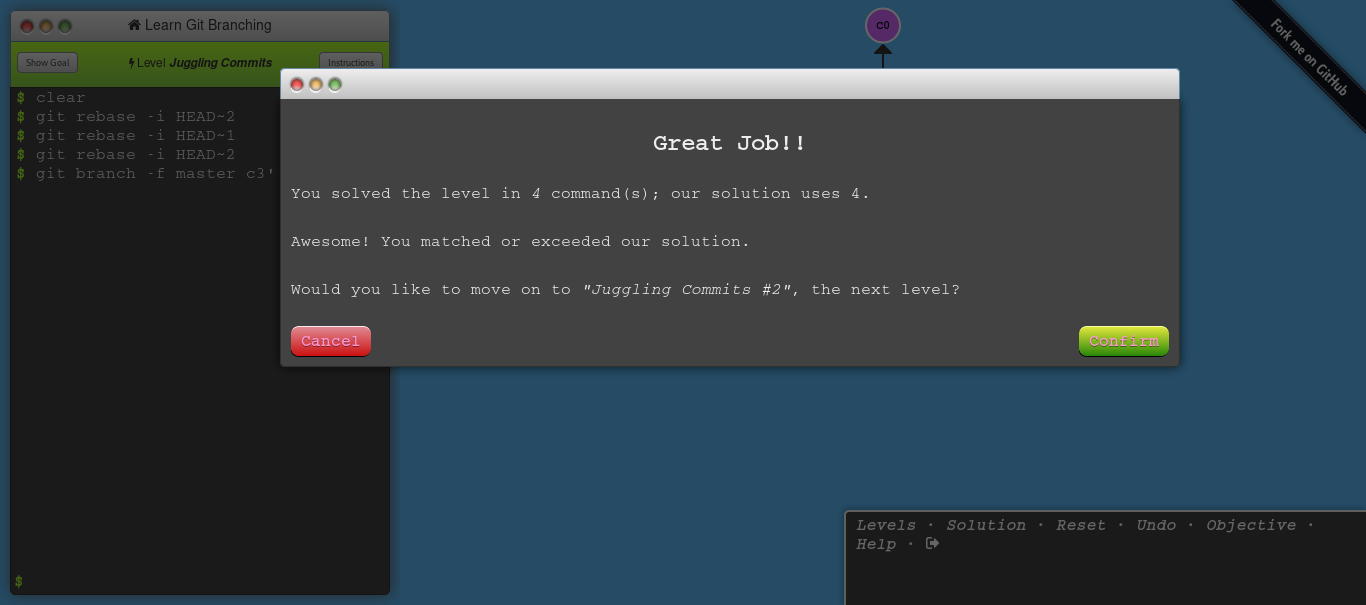 Learn Git Branching
Show Goal
Level Juggling Commits
Instructions
$ clear
$ git rebase -i HEAD~2
$ git rebase -i HEAD~1
$ git rebase -i HEAD~2
$ git branch -f master c3'
$
C0
Fork me on GitHub
Great Job!!
You solved the level in 4 command(s); our solution uses 4.
Awesome! You matched or exceeded our solution.
Would you like to move on to "Juggling Commits #2", the next level?
Cancel
Confirm
Levels · Solution · Reset · Undo · Objective ·
Help ·